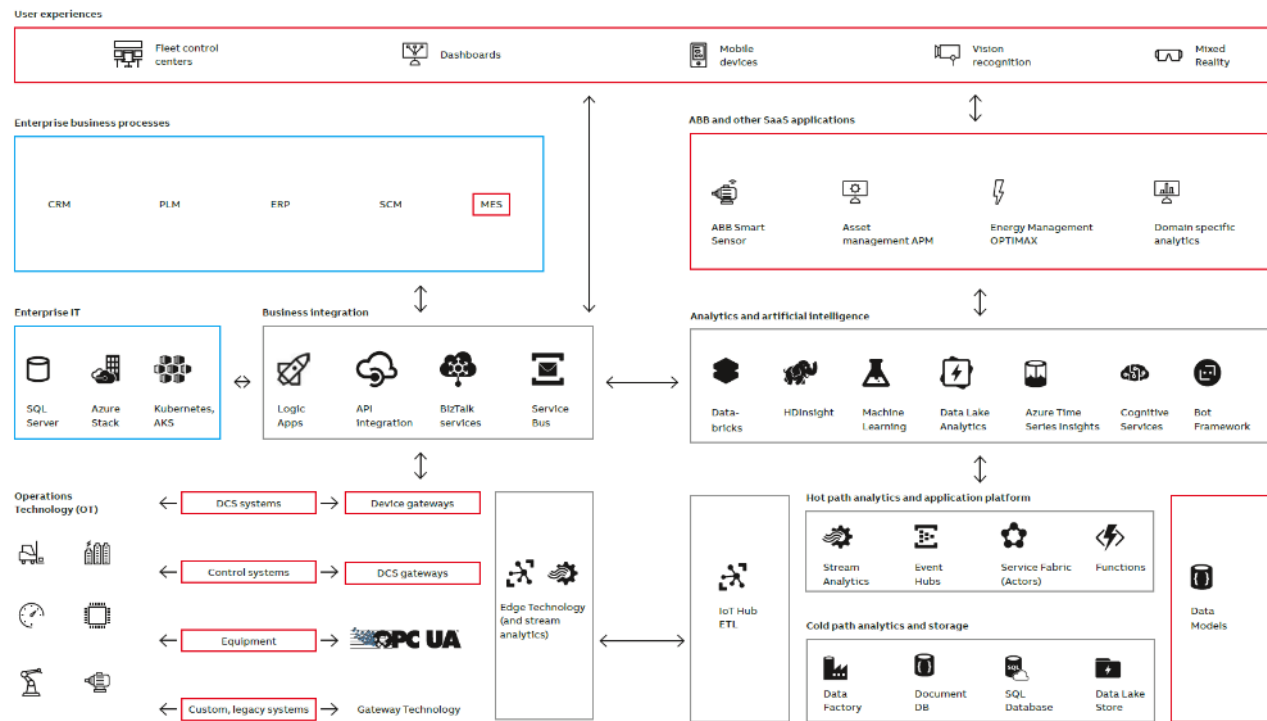 User experiences
Fleet control
centers
Dashboards
Mobile
devices
Vision
recognition
Mixed
Reality
Enterprise business processes
CRM
PLM
ERP
SCM
MES
ABB and other SaaS applications
ABB Smart
Sensor
Asset
management APM
Energy Management
OPTIMAX
Domain specific
analytics
Enterprise IT
SQL
Server
Azure
Stack
Kubernetes,
AKS
Business integration
Logic
Apps
API
integration
BizTalk
services
Service
Bus
Analytics and artificial intelligence
Data-
bricks
HDInsight
Machine
Learning
Data Lake
Analytics
Azure Time
Series Insights
Cognitive
Services
Bot
Framework
Operations
Technology (OT)
DCS systems
Device gateways
Control systems
DCS gateways
Equipment
OPC UA
Custom, legacy systems
Gateway Technology
Edge Technology
(and stream
analytics)
IoT Hub
ETL
Hot path analytics and application platform
Stream
Analytics
Event
Hubs
Service Fabric
(Actors)
Functions
Cold path analytics and storage
Data
Factory
Document
DB
SQL
SQL
Database
Data Lake
Store
Data
Models